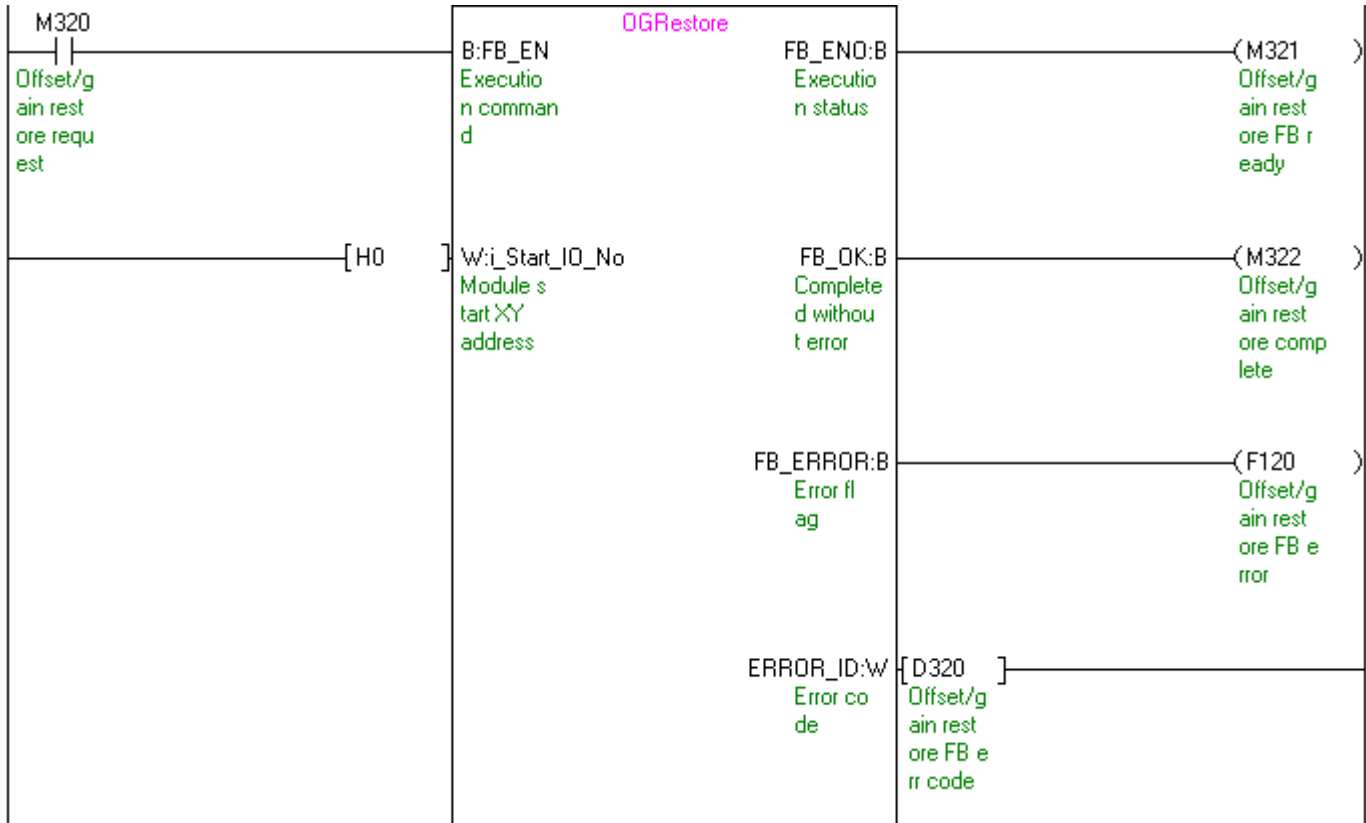 M320
OGRestore
B:FB_EN
FB_ENO:B
(M321 )
Offset/g
ain rest
ore requ
est
Executio
n comman
d
Executio
n status
Offset/g
ain rest
ore FB r
eady
[H0 ]
W:i_Start_IO_No
FB_OK:B
(M322 )
Module s
tart XY
address
Complete
d withou
t error
Offset/g
ain rest
ore comp
lete
FB_ERROR:B
(F120 )
Error fl
ag
Offset/g
ain rest
ore FB e
rror
ERROR_ID:W
[D320 ]
Error co
de
Offset/g
ain rest
ore FB e
rr code